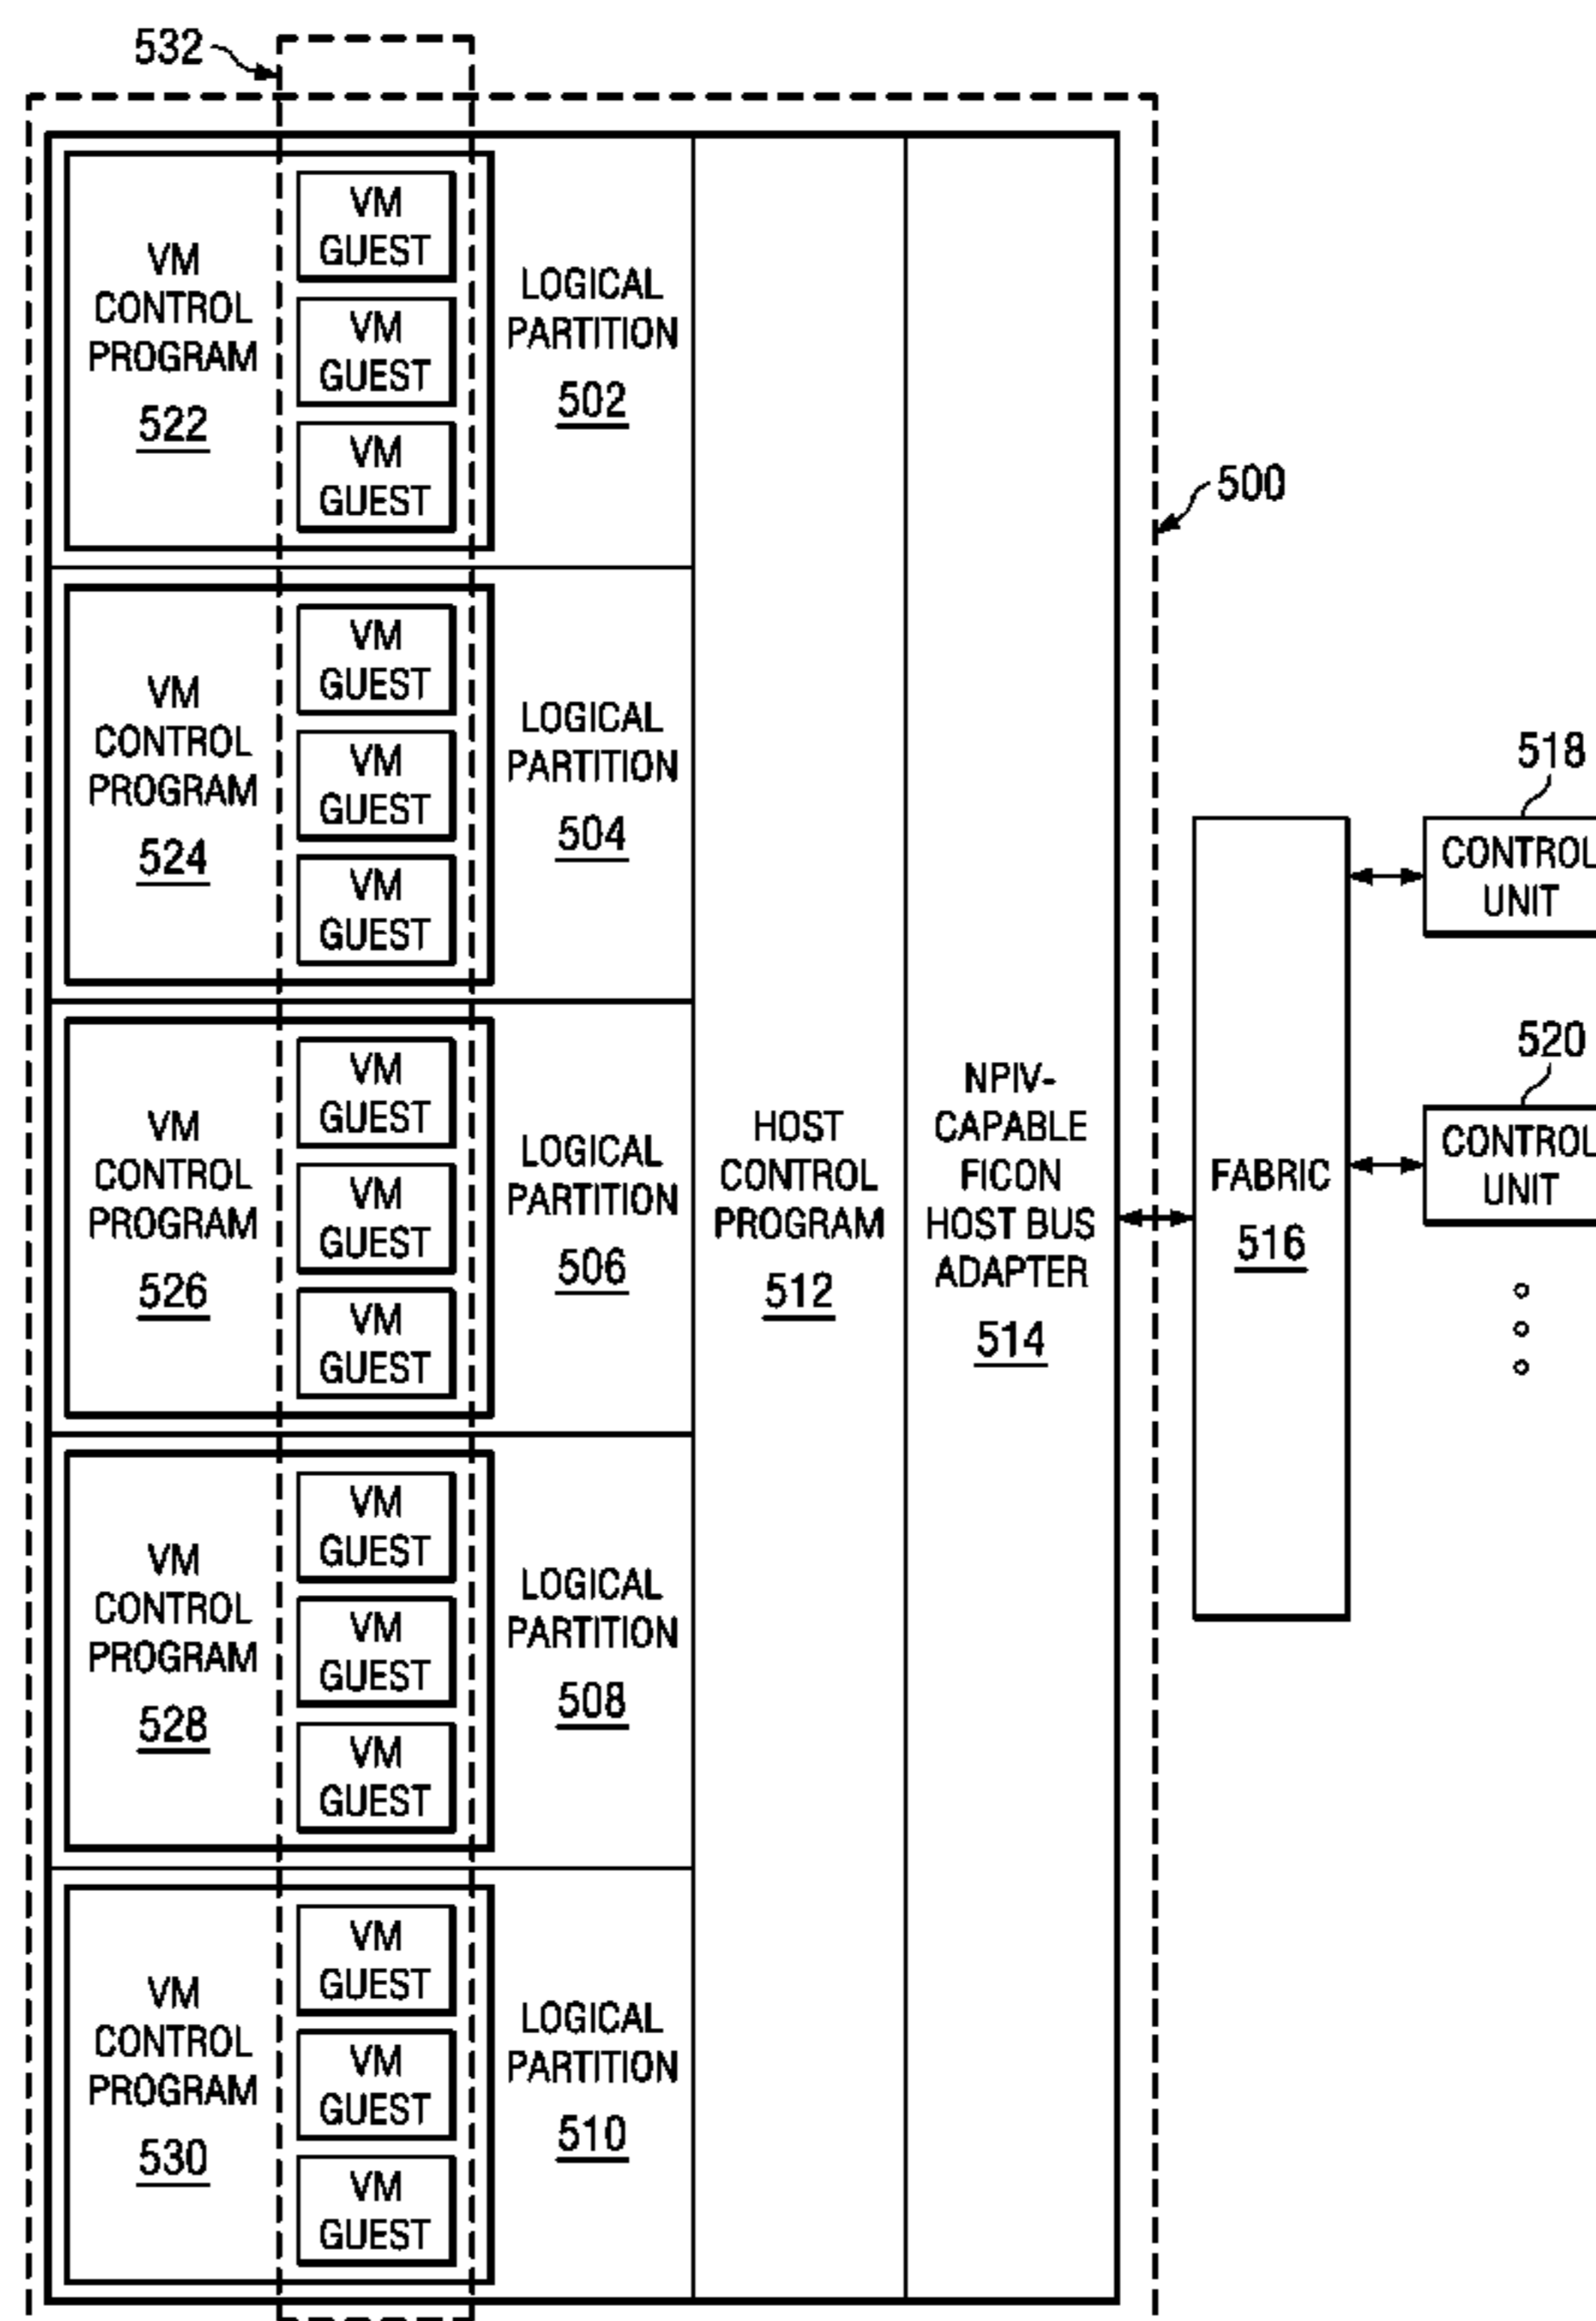 532
VM
CONTROL
PROGRAM
522
VM
GUEST
VM
GUEST
VM
GUEST
LOGICAL
PARTITION
502
500
VM
CONTROL
PROGRAM
524
VM
GUEST
VM
GUEST
VM
GUEST
LOGICAL
PARTITION
504
VM
CONTROL
PROGRAM
526
VM
GUEST
VM
GUEST
VM
GUEST
LOGICAL
PARTITION
506
VM
CONTROL
PROGRAM
528
VM
GUEST
VM
GUEST
VM
GUEST
LOGICAL
PARTITION
508
VM
CONTROL
PROGRAM
530
VM
GUEST
VM
GUEST
VM
GUEST
LOGICAL
PARTITION
510
HOST
CONTROL
PROGRAM
512
NPIV-
CAPABLE
FICON
HOST BUS
ADAPTER
514
FABRIC
516
518
CONTROL
UNIT
520
CONTROL
UNIT